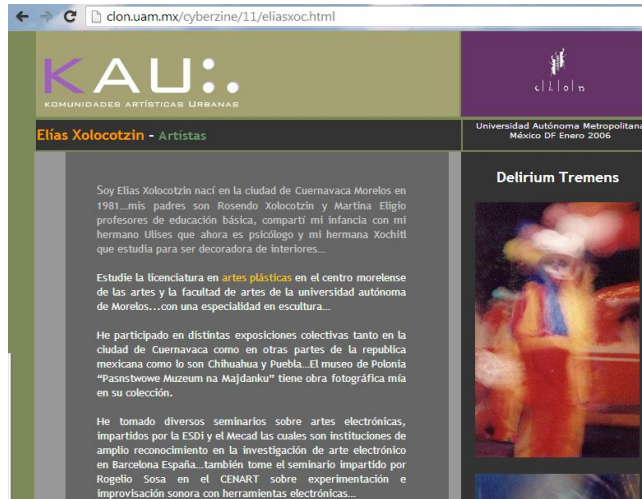 clon.uam.mx/cyberzine/11/eliasxoc.html
KAU:.
KOMUNIDADES ARTÍSTICAS URBANAS
clhloln
Elías Xolocotzin - Artistas
Universidad Autónoma Metropolitana
México DF Enero 2006
Soy Elias Xolocotzin nací en la ciudad de Cuernavaca Morelos en
1981...mis padres son Rosendo Xolocotzin y Martina Eligio
profesores de educación básica, compartí mi infancia con mi
hermano Ulises que ahora es psicólogo y mi hermana Xochitl
que estudia para ser decoradora de interiores...
Estudie la licenciatura en artes plásticas en el centro morelense
de las artes y la facultad de artes de la universidad autónoma
de Morelos...con una especialidad en escultura...
He participado en distintas exposiciones colectivas tanto en la
ciudad de Cuernavaca como en otras partes de la republica
mexicana como lo son Chihuahua y Puebla...El museo de Polonia
“Pasnstwowe Muzeum na Majdanku” tiene obra fotográfica mía
en su colección.
He tomado diversos seminarios sobre artes electrónicas,
impartidos por la ESDi y el Mecad las cuales son instituciones de
amplio reconocimiento en la investigación de arte electrónico
en Barcelona España...también tome el seminario impartido por
Rogelio Sosa en el CENART sobre experimentación e
improvisación sonora con herramientas electrónicas...
Delirium Tremens